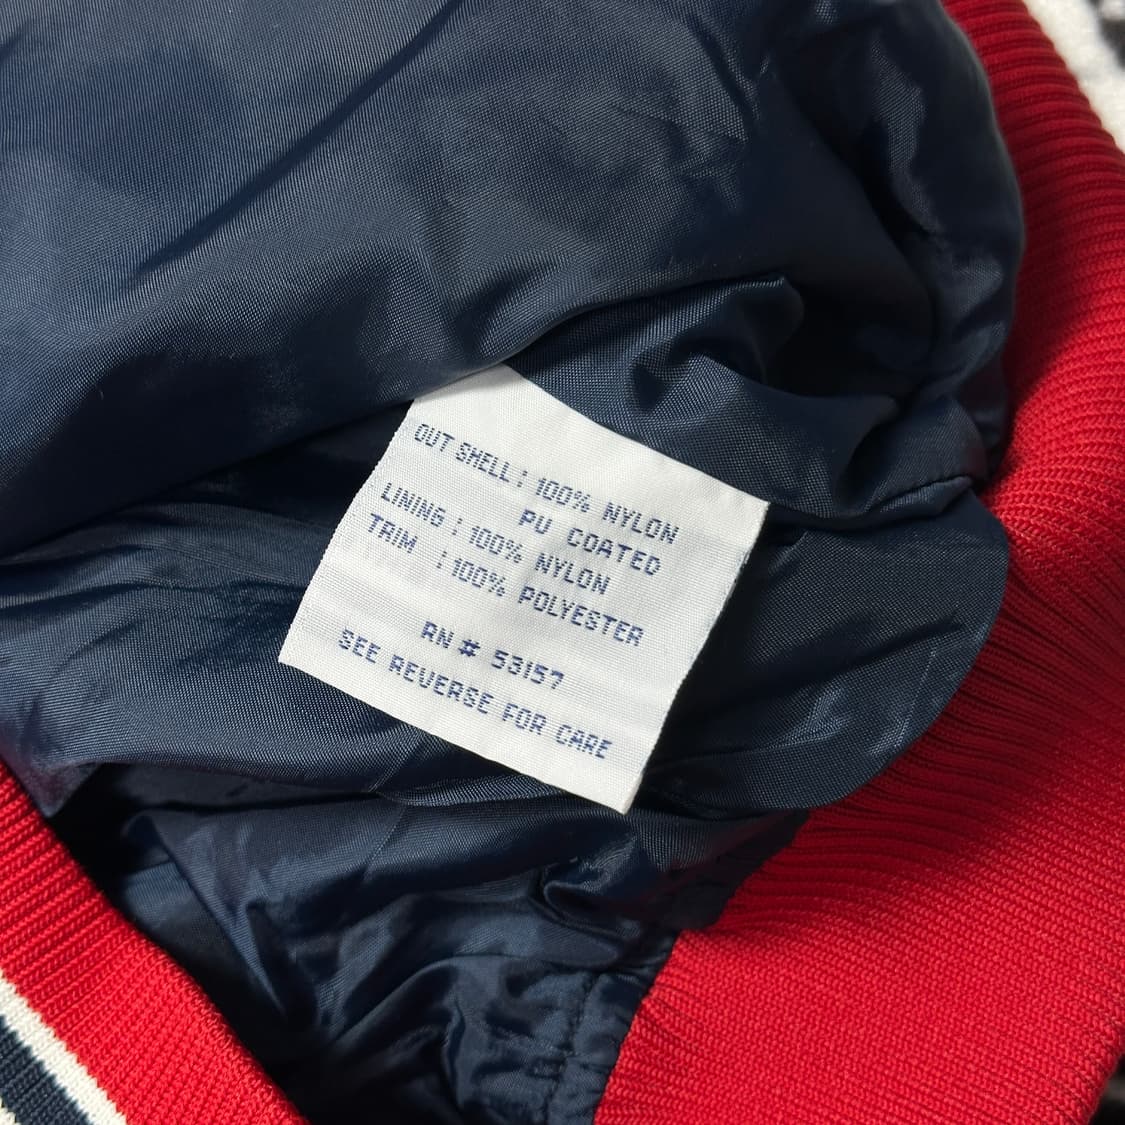 OUT SHELL : 100% NYLON
PU COATED
LINING : 100% NYLON
TRIM : 100% POLYESTER
RN # 53157
SEE REVERSE FOR CARE